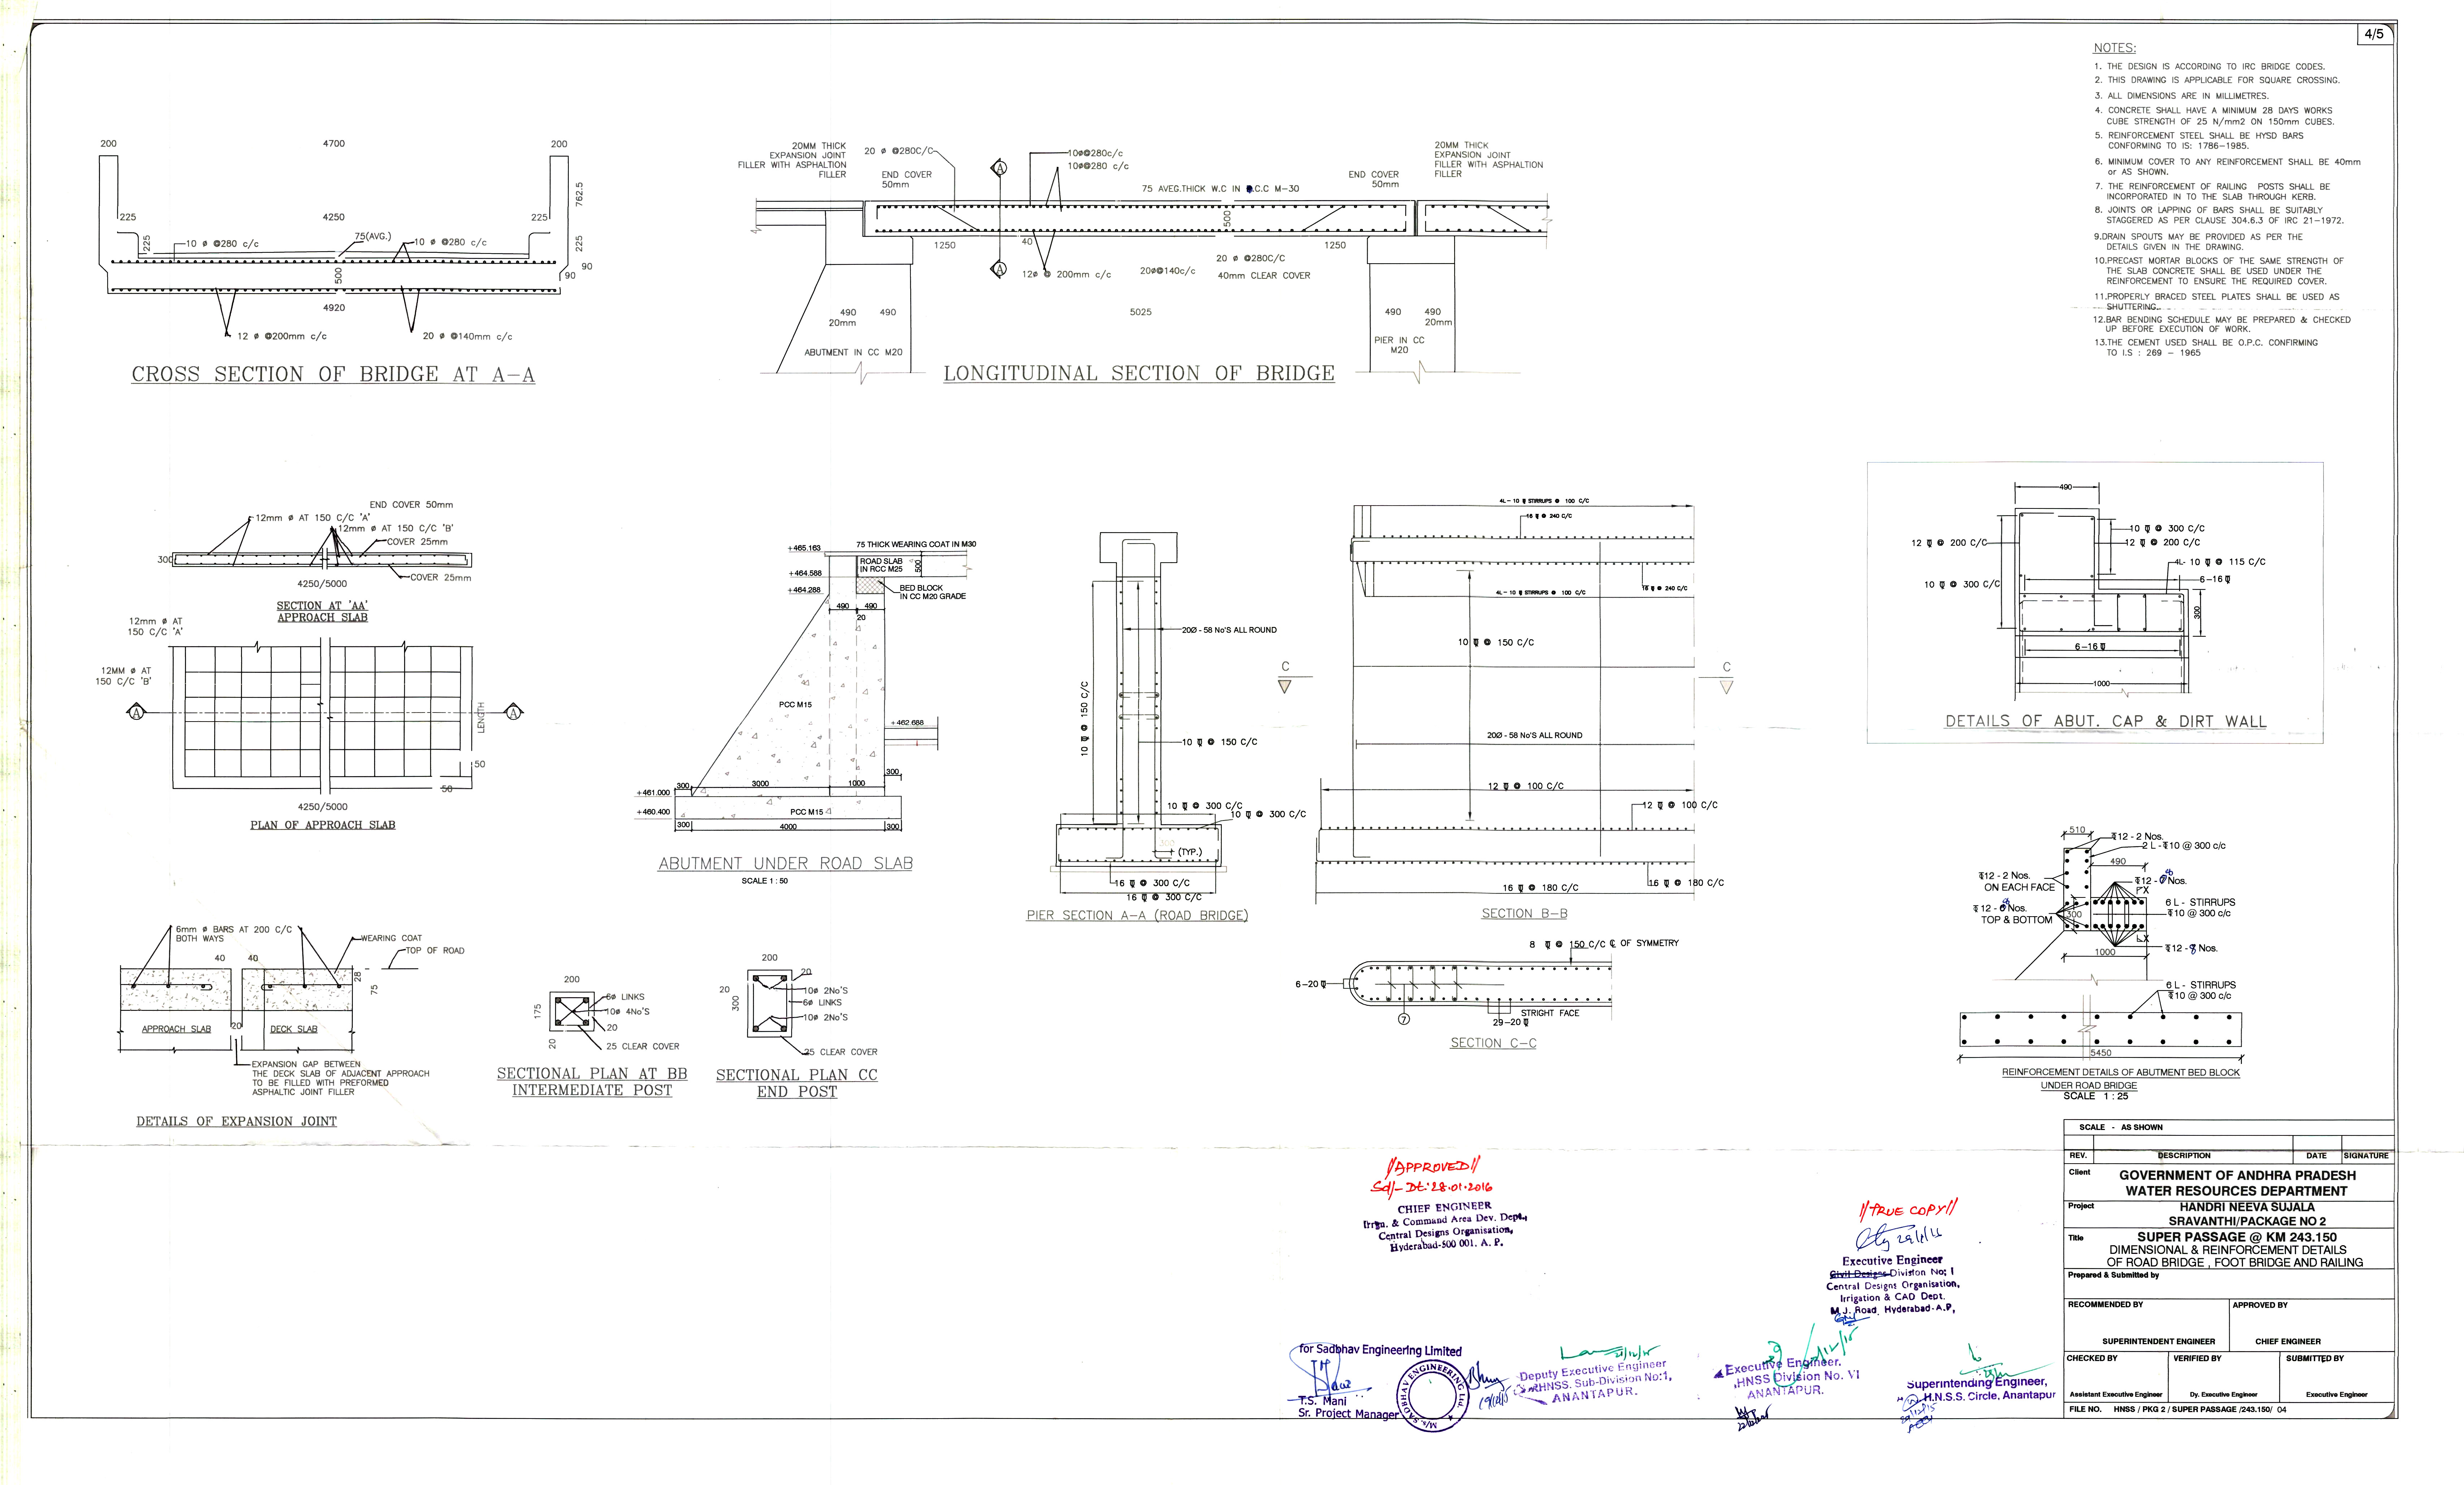 4/5
NOTES:
1. THE DESIGN IS ACCORDING TO IRC BRIDGE CODES.
2. THIS DRAWING IS APPLICABLE FOR SQUARE CROSSING.
3. ALL DIMENSIONS ARE IN MILLIMETRES.
4. CONCRETE SHALL HAVE A MINIMUM 28 DAYS WORKS
CUBE STRENGTH OF 25 N/mm2 ON 150mm CUBES.
5. REINFORCEMENT STEEL SHALL BE HYSD BARS
CONFORMING TO IS: 1786-1985.
6. MINIMUM COVER TO ANY REINFORCEMENT SHALL BE 40mm
or AS SHOWN.
7. THE REINFORCEMENT OF RAILING POSTS SHALL BE
INCORPORATED IN TO THE SLAB THROUGH KERB.
8. JOINTS OR LAPPING OF BARS SHALL BE SUITABLY
STAGGERED AS PER CLAUSE 304.6.3 OF IRC 21-1972.
9.DRAIN SPOUTS MAY BE PROVIDED AS PER THE
DETAILS GIVEN IN THE DRAWING.
10.PRECAST MORTAR BLOCKS OF THE SAME STRENGTH OF
THE SLAB CONCRETE SHALL BE USED UNDER THE
REINFORCEMENT TO ENSURE THE REQUIRED COVER.
11.PROPERLY BRACED STEEL PLATES SHALL BE USED AS
SHUTTERING.
12.BAR BENDING SCHEDULE MAY BE PREPARED & CHECKED
UP BEFORE EXECUTION OF WORK.
13.THE CEMENT USED SHALL BE O.P.C. CONFIRMING
TO I.S : 269 - 1965
200
4700
200
762.5
225
4250
225
225
10 ø @280 c/c
75(AVG.)
10 ø @280 c/c
225
90
90
500
4920
12 ø @200mm c/c
20 ø @140mm c/c
CROSS SECTION OF BRIDGE AT A-A
20MM THICK
EXPANSION JOINT
FILLER WITH ASPHALTION
FILLER
20 ø @280C/C
END COVER
50mm
A
10ø@280c/c
10ø@280 c/c
75 AVEG.THICK W.C IN R.C.C M-30
END COVER
50mm
20MM THICK
EXPANSION JOINT
FILLER WITH ASPHALTION
FILLER
500
1250
40
1250
A
12ø @ 200mm c/c
20ø@140c/c
20 ø @280C/C
40mm CLEAR COVER
490
20mm
490
5025
490
490
20mm
ABUTMENT IN CC M20
PIER IN CC
M20
LONGITUDINAL SECTION OF BRIDGE
END COVER 50mm
12mm ø AT 150 C/C 'A'
12mm ø AT 150 C/C 'B'
COVER 25mm
300
COVER 25mm
4250/5000
SECTION AT 'AA'
APPROACH SLAB
12mm ø AT
150 C/C 'A'
12MM ø AT
150 C/C 'B'
A
A
LENGTH
50
50
4250/5000
PLAN OF APPROACH SLAB
+465.163
75 THICK WEARING COAT IN M30
ROAD SLAB
IN RCC M25
500
+464.588
+464.288
BED BLOCK
IN CC M20 GRADE
490
490
20
PCC M15
+462.688
300
300
3000
1000
+461.000
+460.400
PCC M15
300
4000
300
ABUTMENT UNDER ROAD SLAB
SCALE 1 : 50
20Ø - 58 No'S ALL ROUND
10 @ 150 C/C
10 @ 150 C/C
10 @ 300 C/C
10 @ 300 C/C
300
(TYP.)
16 @ 300 C/C
16 @ 300 C/C
PIER SECTION A-A (ROAD BRIDGE)
4L - 10 STIRRUPS @ 100 C/C
16 @ 240 C/C
16 @ 240 C/C
4L - 10 STIRRUPS @ 100 C/C
10 @ 150 C/C
C
C
20Ø - 58 No'S ALL ROUND
12 @ 100 C/C
12 @ 100 C/C
16 @ 180 C/C
16 @ 180 C/C
SECTION B-B
8 @ 150 C/C ℄ OF SYMMETRY
6-20
STRIGHT FACE
29-20
7
SECTION C-C
490
12 @ 200 C/C
10 @ 300 C/C
12 @ 200 C/C
4L- 10 @ 115 C/C
6-16
10 @ 300 C/C
300
6-16
1000
DETAILS OF ABUT. CAP & DIRT WALL
510
12 - 2 Nos.
2 L - 10 @ 300 c/c
490
12 - 2 Nos.
ON EACH FACE
12 - 8 Nos.
X
12 - 8 Nos.
TOP & BOTTOM
300
6 L - STIRRUPS
10 @ 300 c/c
X
12 - 8 Nos.
1000
6 L - STIRRUPS
10 @ 300 c/c
5450
REINFORCEMENT DETAILS OF ABUTMENT BED BLOCK
UNDER ROAD BRIDGE
SCALE 1 : 25
6mm ø BARS AT 200 C/C
BOTH WAYS
WEARING COAT
TOP OF ROAD
40
40
28
75
APPROACH SLAB
20
DECK SLAB
EXPANSION GAP BETWEEN
THE DECK SLAB OF ADJACENT APPROACH
TO BE FILLED WITH PREFORMED
ASPHALTIC JOINT FILLER
DETAILS OF EXPANSION JOINT
200
175
6ø LINKS
10ø 4No'S
20
20
25 CLEAR COVER
SECTIONAL PLAN AT BB
INTERMEDIATE POST
200
20
20
300
10ø 2No'S
6ø LINKS
10ø 2No'S
25 CLEAR COVER
SECTIONAL PLAN CC
END POST
//APPROVED//
Sd/- Dt:28.01.2016
CHIEF ENGINEER
Irrgn. & Command Area Dev. Dept.,
Central Designs Organisation,
Hyderabad-500 001. A. P.
//TRUE COPY//
29/1/16
Executive Engineer
Civil Designs Division No; 1
Central Designs Organisation,
Irrigation & CAD Dept.
M.J. Road, Hyderabad-A.P,
for Sadbhav Engineering Limited
T.S. Mani
Sr. Project Manager
M/s. SADBHAV ENGINEERING Ltd.
Deputy Executive Engineer
HNSS. Sub-Division No:1,
ANANTAPUR.
Executive Engineer.
HNSS Division No. VI
ANANTAPUR.
Superintending Engineer,
H.N.S.S. Circle, Anantapur
SCALE - AS SHOWN
REV.
DESCRIPTION
DATE
SIGNATURE
Client
GOVERNMENT OF ANDHRA PRADESH
WATER RESOURCES DEPARTMENT
Project
HANDRI NEEVA SUJALA
SRAVANTHI/PACKAGE NO 2
Title
SUPER PASSAGE @ KM 243.150
DIMENSIONAL & REINFORCEMENT DETAILS
OF ROAD BRIDGE , FOOT BRIDGE AND RAILING
Prepared & Submitted by
RECOMMENDED BY
APPROVED BY
SUPERINTENDENT ENGINEER
CHIEF ENGINEER
CHECKED BY
VERIFIED BY
SUBMITTED BY
Assistant Executive Engineer
Dy. Executive Engineer
Executive Engineer
FILE NO. HNSS / PKG 2 / SUPER PASSAGE /243.150/ 04